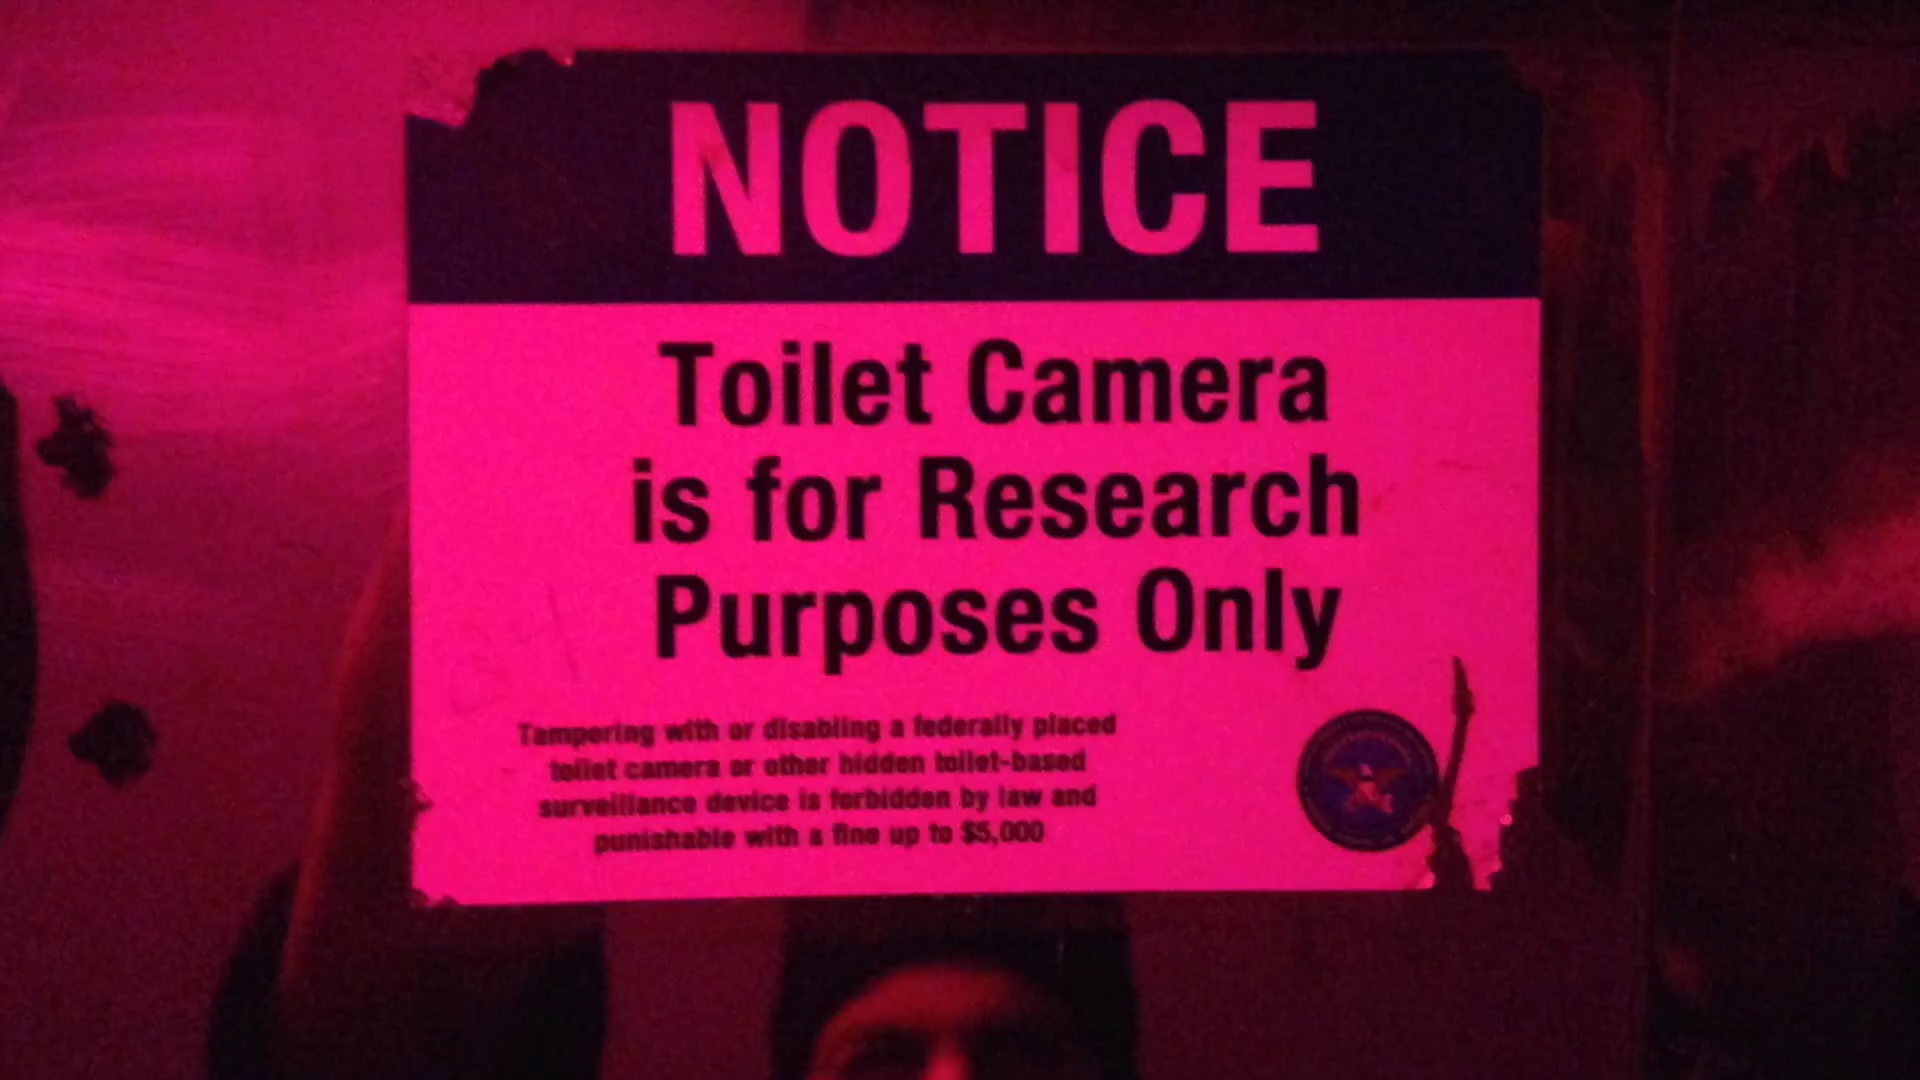 NOTICE
Toilet Camera
is for Research
Purposes Only
Tampering with or disabling a federally placed
toilet camera or other hidden toilet-based
surveillance device is forbidden by law and
punishable with a fine up to $5,000